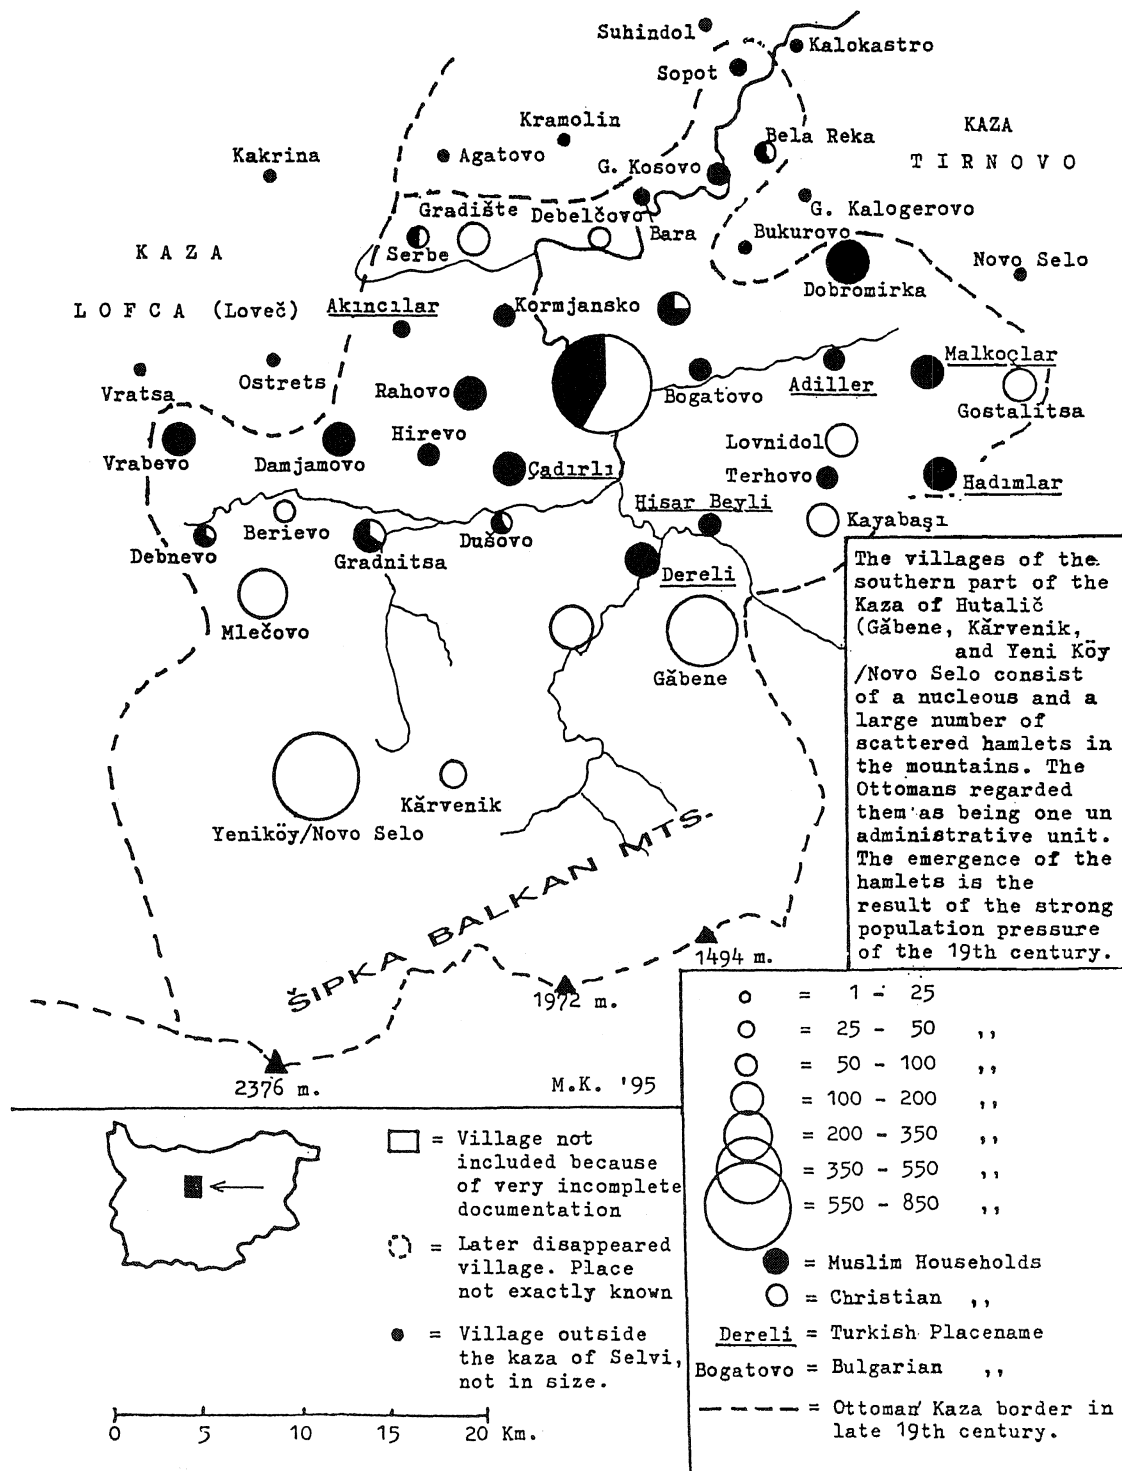 Suhindol
Kalokastro
Sopot
Kramolin
Bela Reka
KAZA
TIRNOVO
Kakrina
Agatovo
G. Kosovo
Gradište
Debelčovo
G. Kalogerovo
Serbe
Bara
Bukurovo
KAZA
Novo Selo
Dobromirka
LOFCA (Loveč)
Akıncılar
Kormjansko
Malkoçlar
Vratsa
Ostrets
Rahovo
Bogatovo
Adiller
Gostalitsa
Hirevo
Lovnidol
Vrabevo
Damjamovo
Çadırlı
Terhovo
Hadımlar
Hisar Beyli
Kayabaşı
Berievo
Dušovo
Debnevo
Gradnitsa
Dereli
Mlečovo
Găbene
Kărvenik
Yeniköy/Novo Selo
ŠIPKA BALKAN MTS.
1494 m.
1972 m.
2376 m.
M.K. '95
The villages of the
southern part of the
Kaza of Hutalič
(Găbene, Kărvenik,
and Yeni Köy
/Novo Selo consist
of a nucleous and a
large number of
scattered hamlets in
the mountains. The
Ottomans regarded
them as being one un
administrative unit.
The emergence of the
hamlets is the
result of the strong
population pressure
of the 19th century.
= 1 - 25
= 25 - 50 ,,
= 50 - 100 ,,
= 100 - 200 ,,
= 200 - 350 ,,
= 350 - 550 ,,
= 550 - 850 ,,
= Muslim Households
= Christian ,,
Dereli = Turkish Placename
Bogatovo = Bulgarian ,,
= Ottoman Kaza border in
late 19th century.
= Village not
included because
of very incomplete
documentation
= Later disappeared
village. Place
not exactly known
= Village outside
the kaza of Selvi,
not in size.
0 5 10 15 20 Km.